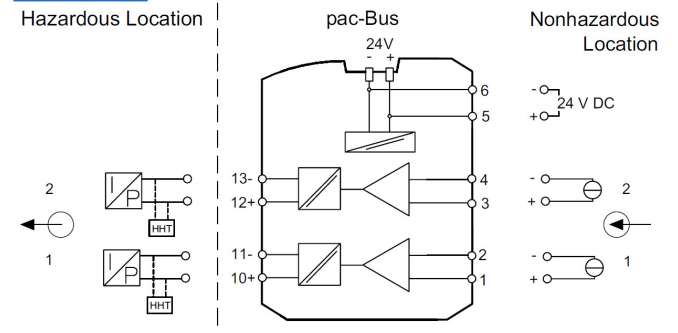 Hazardous Location
pac-Bus
Nonhazardous
Location
24V
- +
6
- 
24 V DC
5
+
2
I
P
13-
4
-
2
12+
3
+
HHT
1
I
P
11-
2
-
1
10+
1
+
HHT